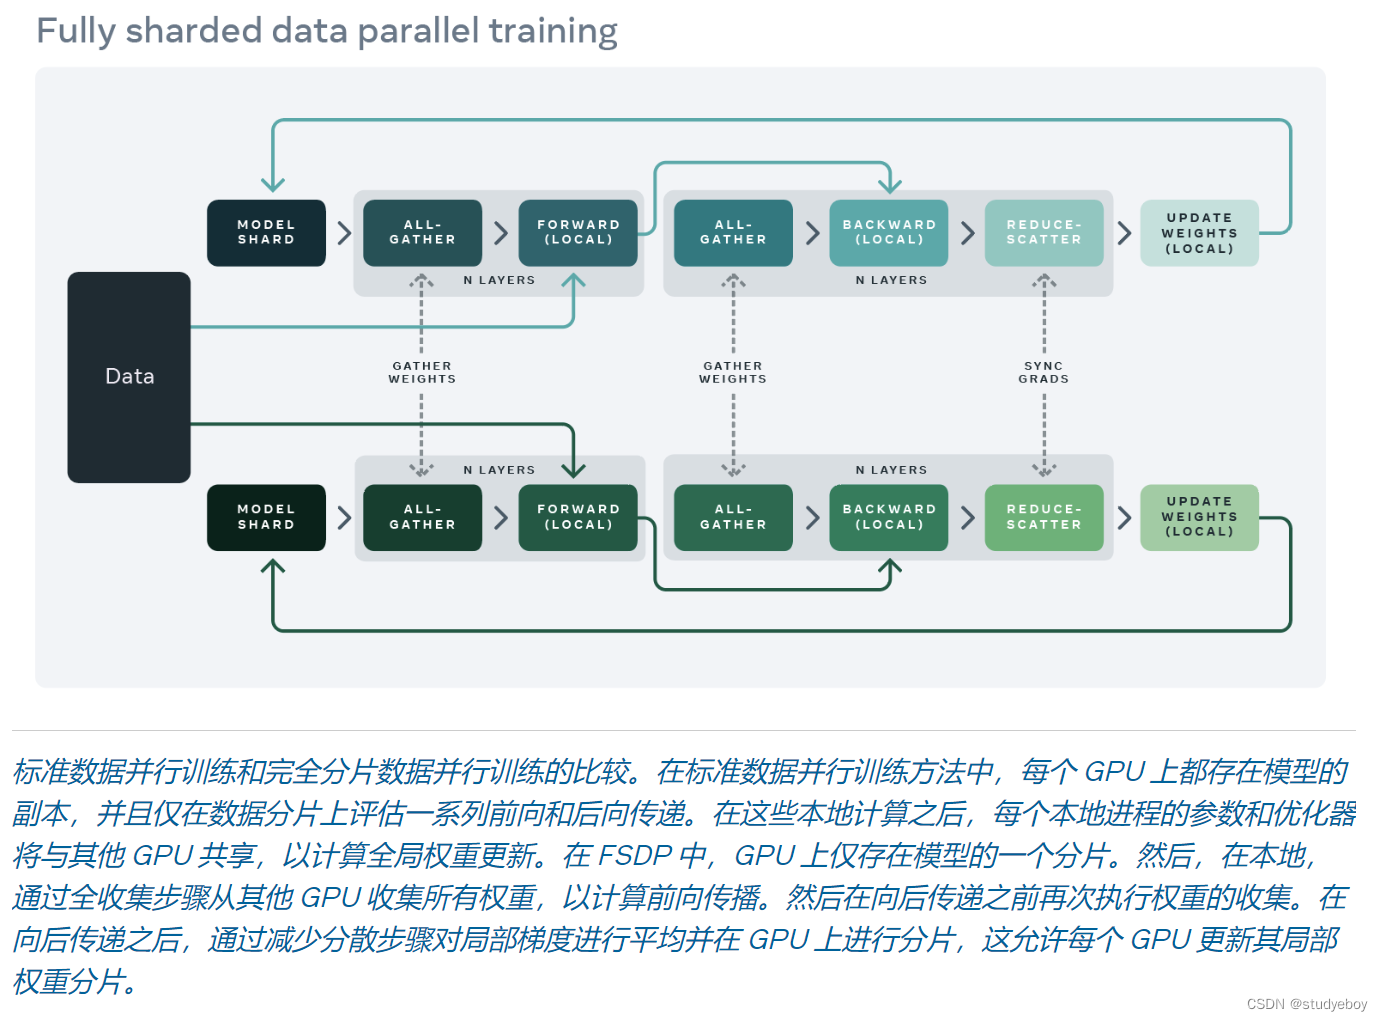 Fully sharded data parallel training
MODEL
SHARD
ALL-
GATHER
FORWARD
(LOCAL)
N LAYERS
ALL-
GATHER
BACKWARD
(LOCAL)
REDUCE-
SCATTER
N LAYERS
UPDATE
WEIGHTS
(LOCAL)
Data
GATHER
WEIGHTS
GATHER
WEIGHTS
SYNC
GRADS
N LAYERS
N LAYERS
MODEL
SHARD
ALL-
GATHER
FORWARD
(LOCAL)
ALL-
GATHER
BACKWARD
(LOCAL)
REDUCE-
SCATTER
UPDATE
WEIGHTS
(LOCAL)
标准数据并行训练和完全分片数据并行训练的比较。在标准数据并行训练方法中，每个 GPU 上都存在模型的
副本，并且仅在数据分片上评估一系列前向和后向传递。在这些本地计算之后，每个本地进程的参数和优化器
将与其他 GPU 共享，以计算全局权重更新。在 FSDP 中，GPU 上仅存在模型的一个分片。然后，在本地，
通过全收集步骤从其他 GPU 收集所有权重，以计算前向传播。然后在向后传递之前再次执行权重的收集。在
向后传递之后，通过减少分散步骤对局部梯度进行平均并在 GPU 上进行分片，这允许每个 GPU 更新其局部
权重分片。
CSDN @studyeboy